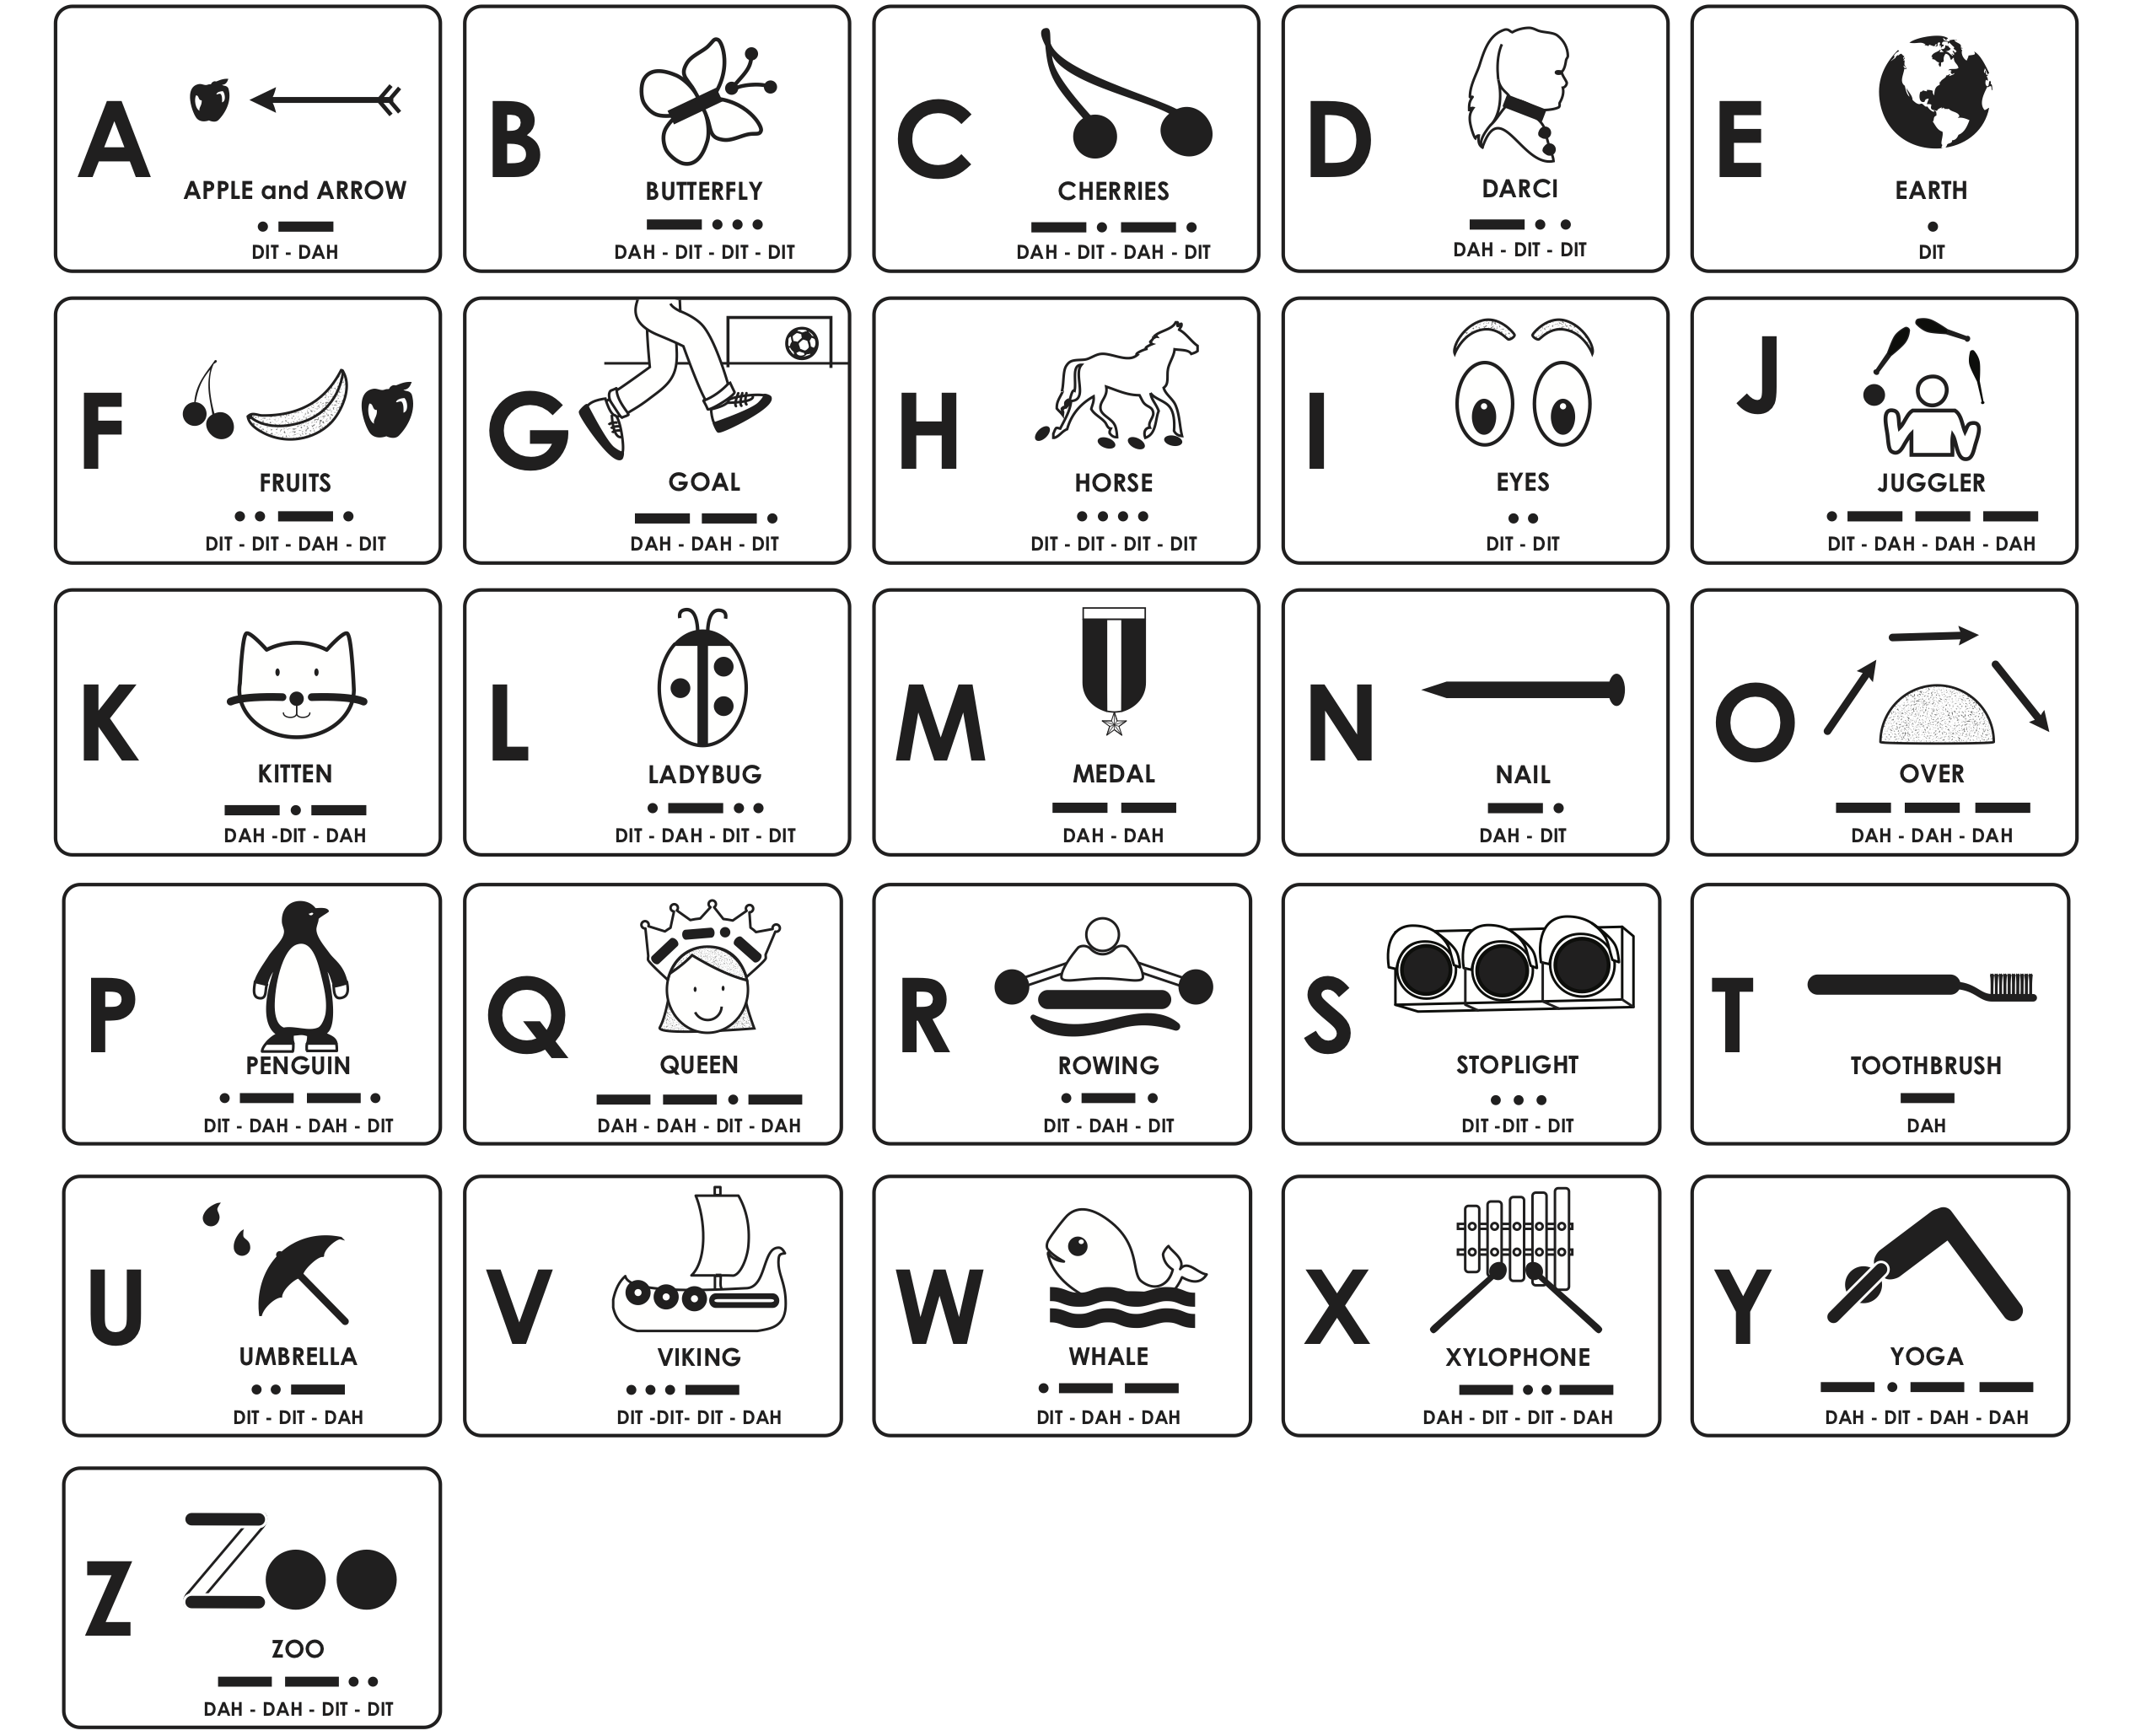 A
APPLE and ARROW
DIT - DAH
B
BUTTERFLY
DAH - DIT - DIT - DIT
C
CHERRIES
DAH - DIT - DAH - DIT
D
DARCI
DAH - DIT - DIT
E
EARTH
DIT
F
FRUITS
DIT - DIT - DAH - DIT
G
GOAL
DAH - DAH - DIT
H
HORSE
DIT - DIT - DIT - DIT
I
EYES
DIT - DIT
J
JUGGLER
DIT - DAH - DAH - DAH
K
KITTEN
DAH -DIT - DAH
L
LADYBUG
DIT - DAH - DIT - DIT
M
MEDAL
DAH - DAH
N
NAIL
DAH - DIT
O
OVER
DAH - DAH - DAH
P
PENGUIN
DIT - DAH - DAH - DIT
Q
QUEEN
DAH - DAH - DIT - DAH
R
ROWING
DIT - DAH - DIT
S
STOPLIGHT
DIT -DIT - DIT
T
TOOTHBRUSH
DAH
U
UMBRELLA
DIT - DIT - DAH
V
VIKING
DIT -DIT- DIT - DAH
W
WHALE
DIT - DAH - DAH
X
XYLOPHONE
DAH - DIT - DIT - DAH
Y
YOGA
DAH - DIT - DAH - DAH
Z
Zoo
ZOO
DAH - DAH - DIT - DIT